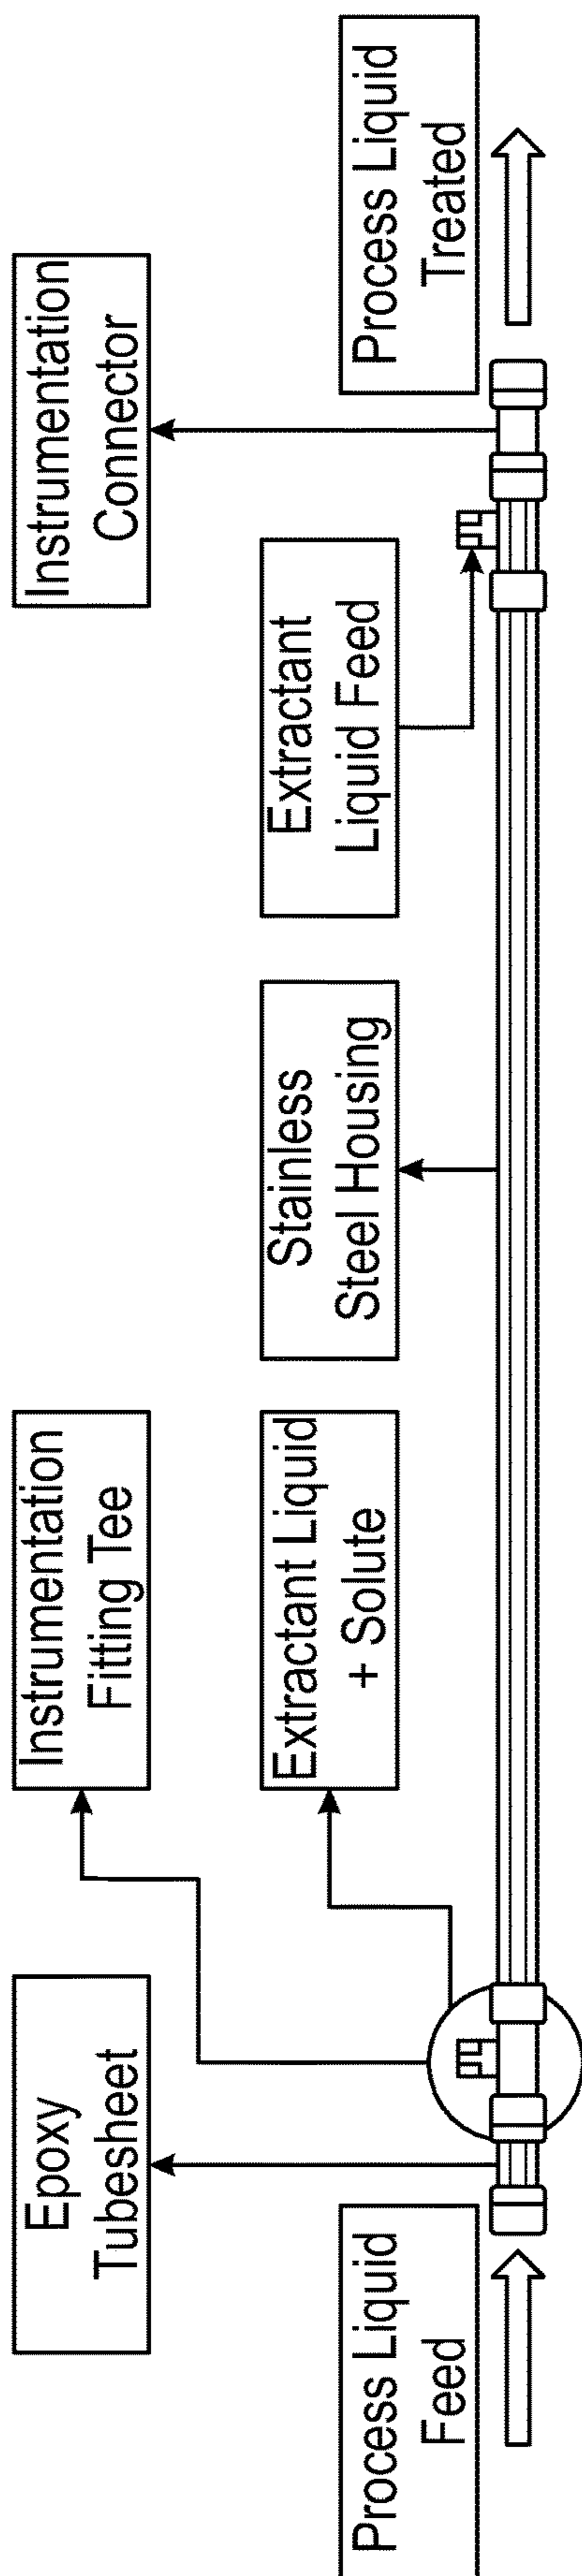 Epoxy
Tubesheet
Instrumentation
Fitting Tee
Instrumentation
Connector
Extractant Liquid
+ Solute
Stainless
Steel Housing
Extractant
Liquid Feed
Process Liquid
Feed
Process Liquid
Treated